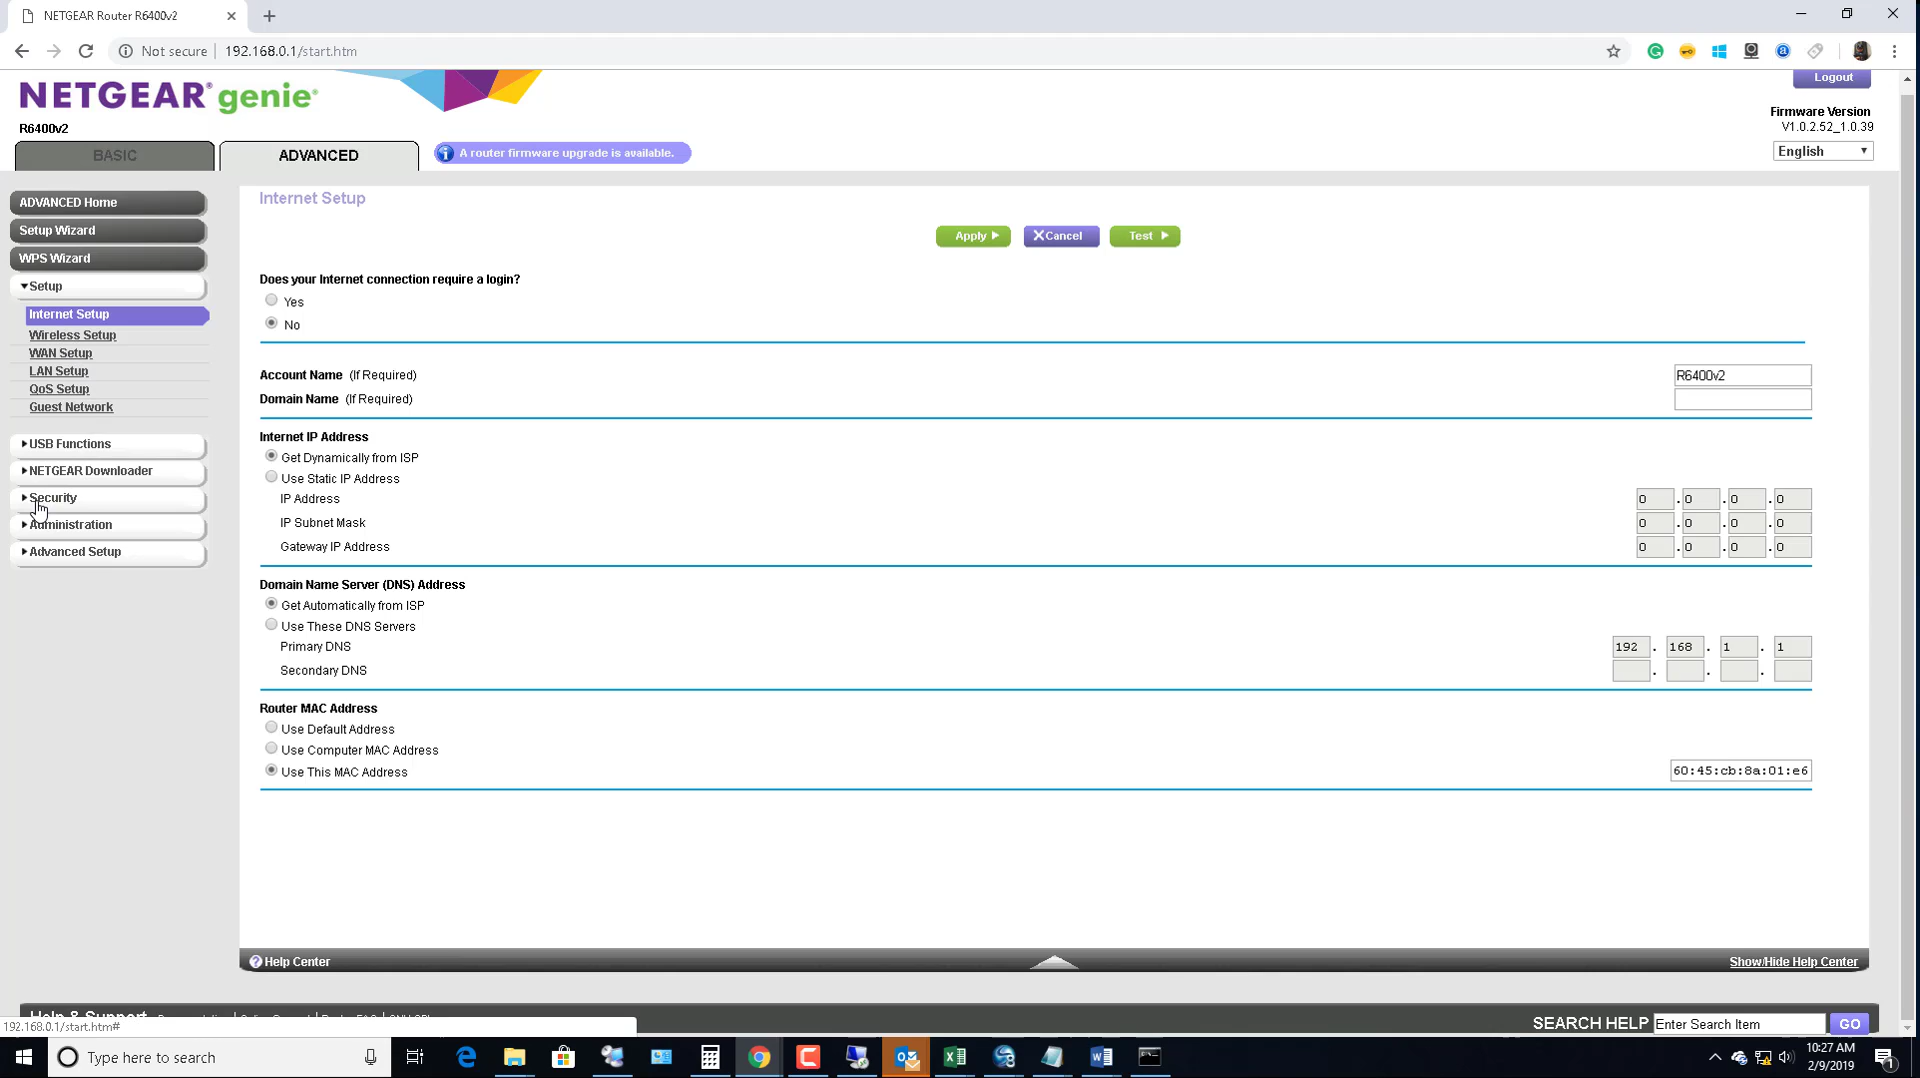 NETGEAR Router R6400v2
Not secure | 192.168.0.1/start.htm
NETGEAR® genie®
Logout
R6400v2
Firmware Version
V1.0.2.52_1.0.39
BASIC
ADVANCED
A router firmware upgrade is available.
English
ADVANCED Home
Setup Wizard
WPS Wizard
Setup
Internet Setup
Wireless Setup
WAN Setup
LAN Setup
QoS Setup
Guest Network
USB Functions
NETGEAR Downloader
Security
Administration
Advanced Setup
Internet Setup
Apply
XCancel
Test
Does your Internet connection require a login?
Yes
No
Account Name (If Required) R6400v2
Domain Name (If Required)
Internet IP Address
Get Dynamically from ISP
Use Static IP Address
IP Address 0 . 0 . 0 . 0
IP Subnet Mask 0 . 0 . 0 . 0
Gateway IP Address 0 . 0 . 0 . 0
Domain Name Server (DNS) Address
Get Automatically from ISP
Use These DNS Servers
Primary DNS 192 . 168 . 1 . 1
Secondary DNS . . .
Router MAC Address
Use Default Address
Use Computer MAC Address
Use This MAC Address 60:45:cb:8a:01:e6
Help Center
Show/Hide Help Center
Help & Support
SEARCH HELP Enter Search Item GO
192.168.0.1/start.htm#
Type here to search
10:27 AM
2/9/2019
1